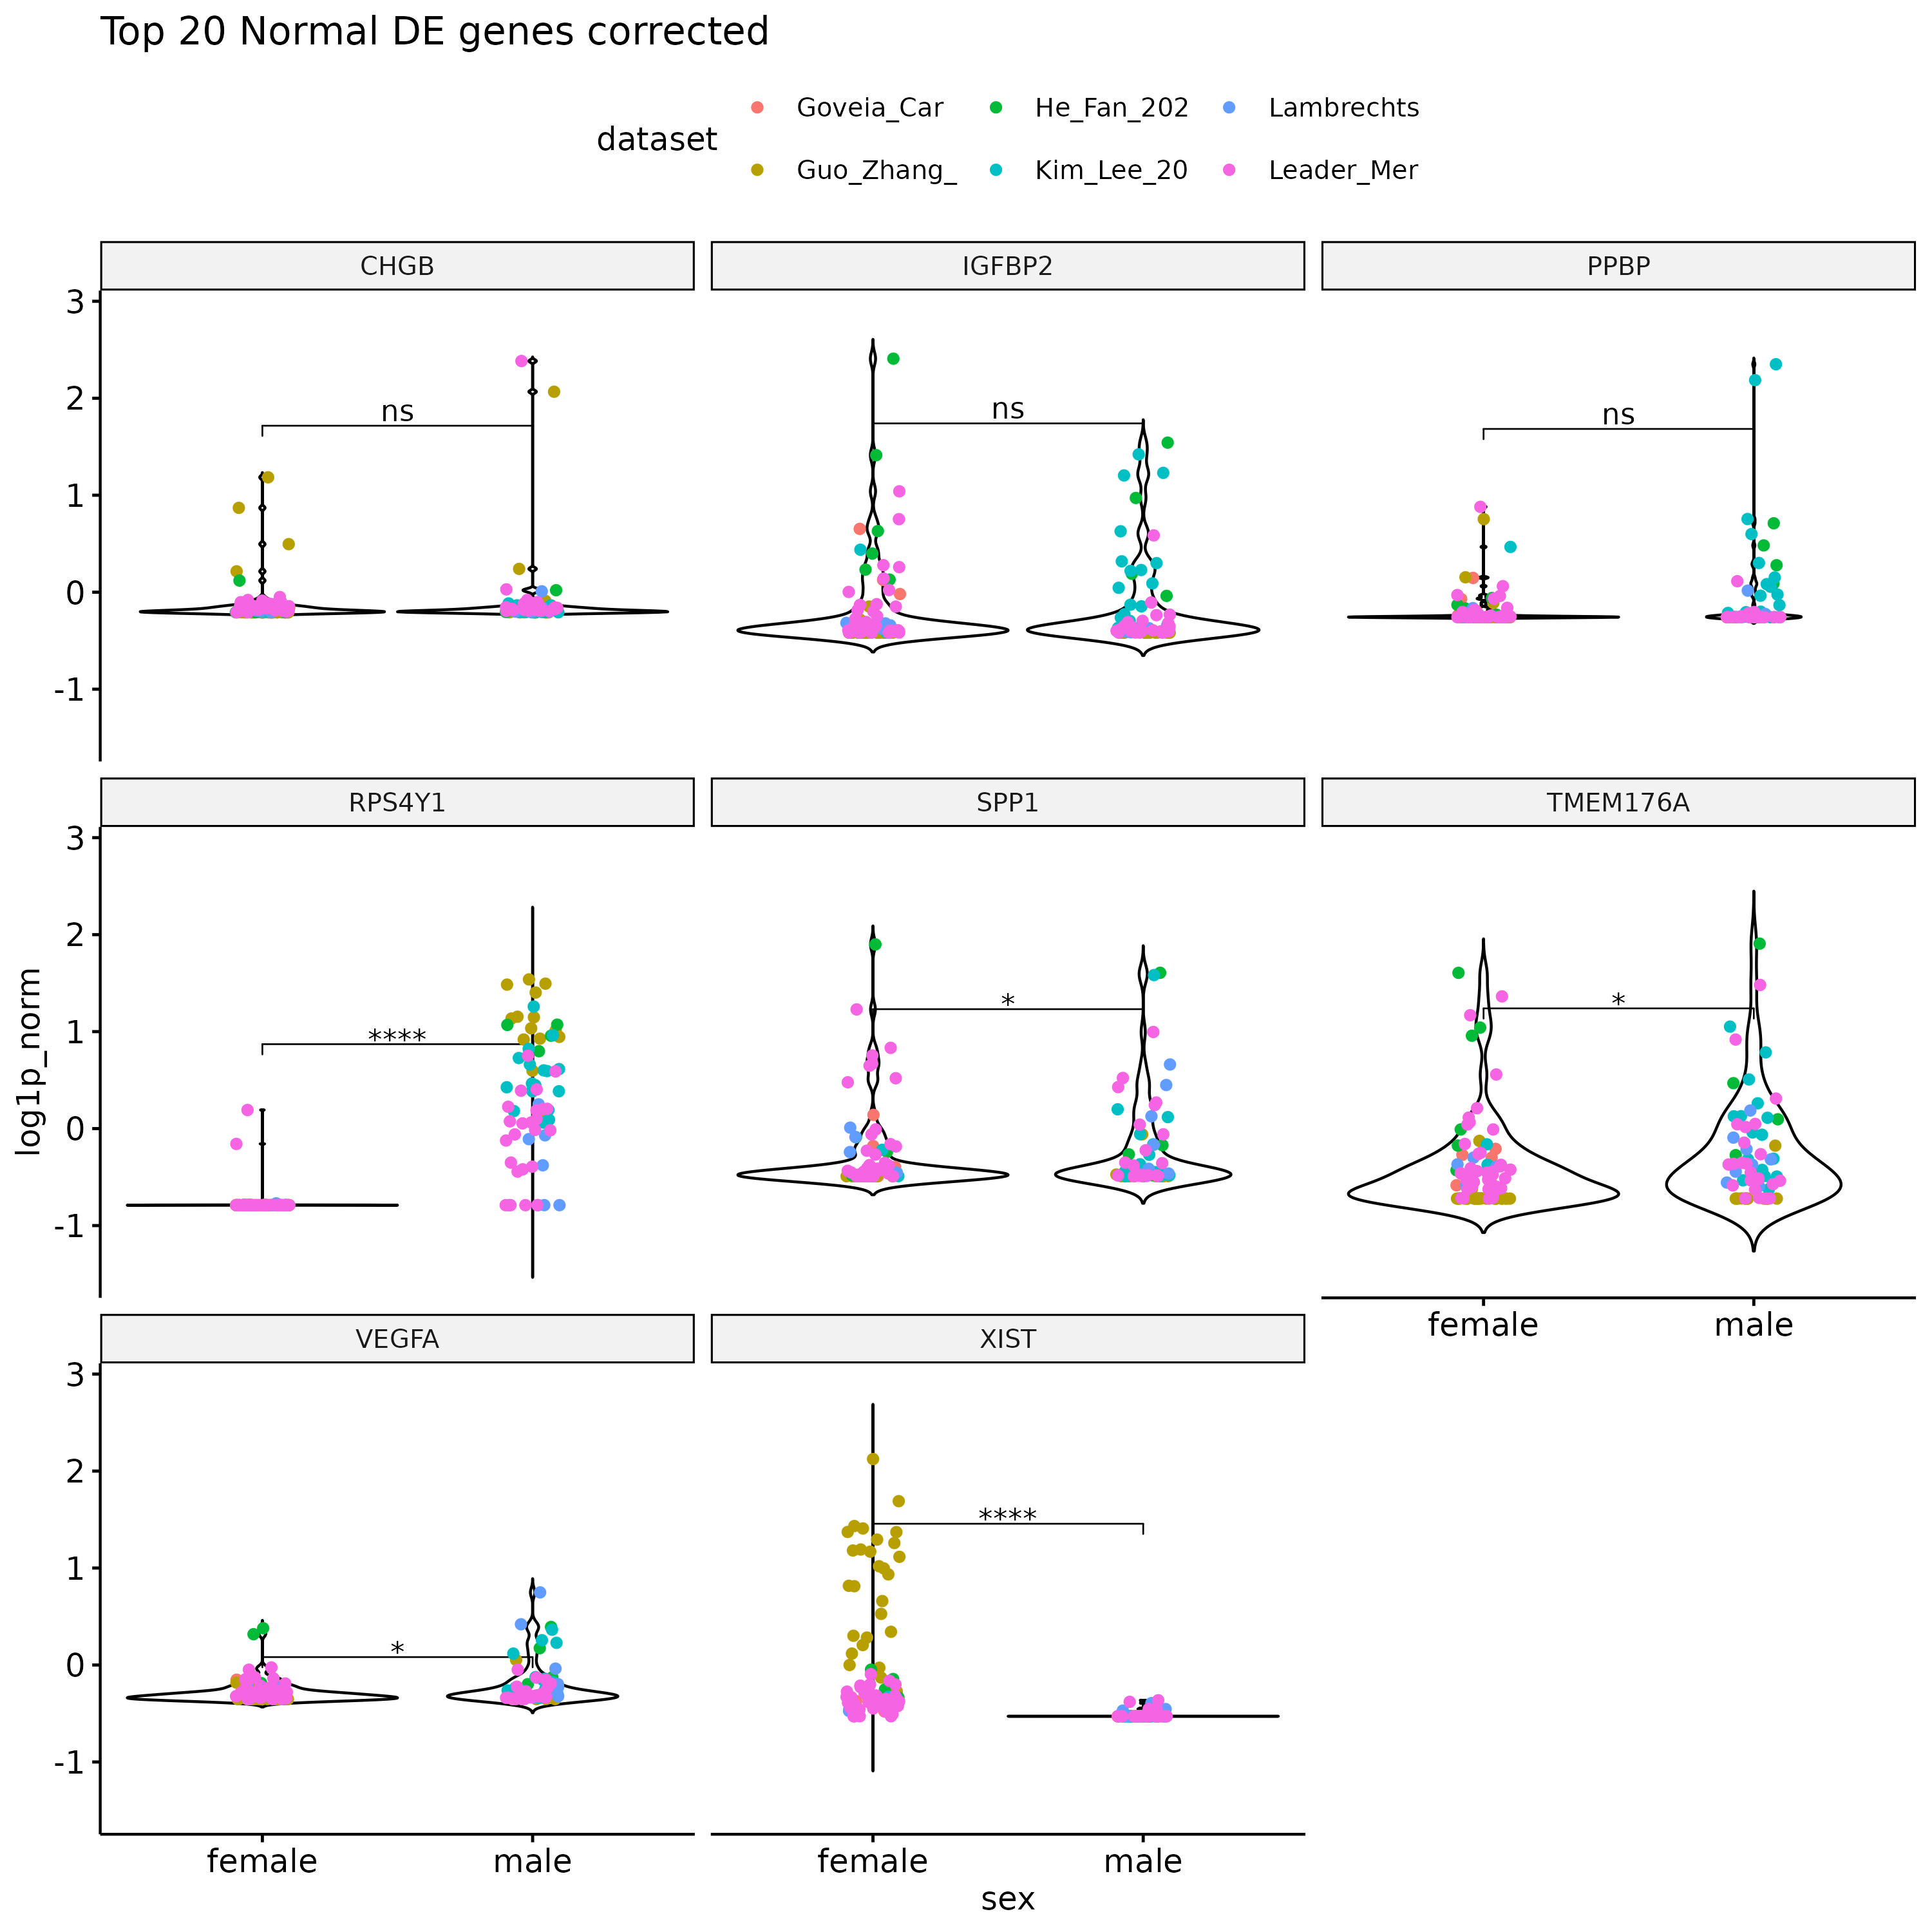 Top 20 Normal DE genes corrected
dataset
Goveia_Car
He_Fan_202
Lambrechts
Guo_Zhang_
Kim_Lee_20
Leader_Mer
CHGB
IGFBP2
PPBP
3
2
1
0
-1
ns
ns
ns
RPS4Y1
SPP1
TMEM176A
3
2
1
0
-1
****
*
*
female
male
log1p_norm
VEGFA
XIST
3
2
1
0
-1
*
****
female
male
female
male
sex